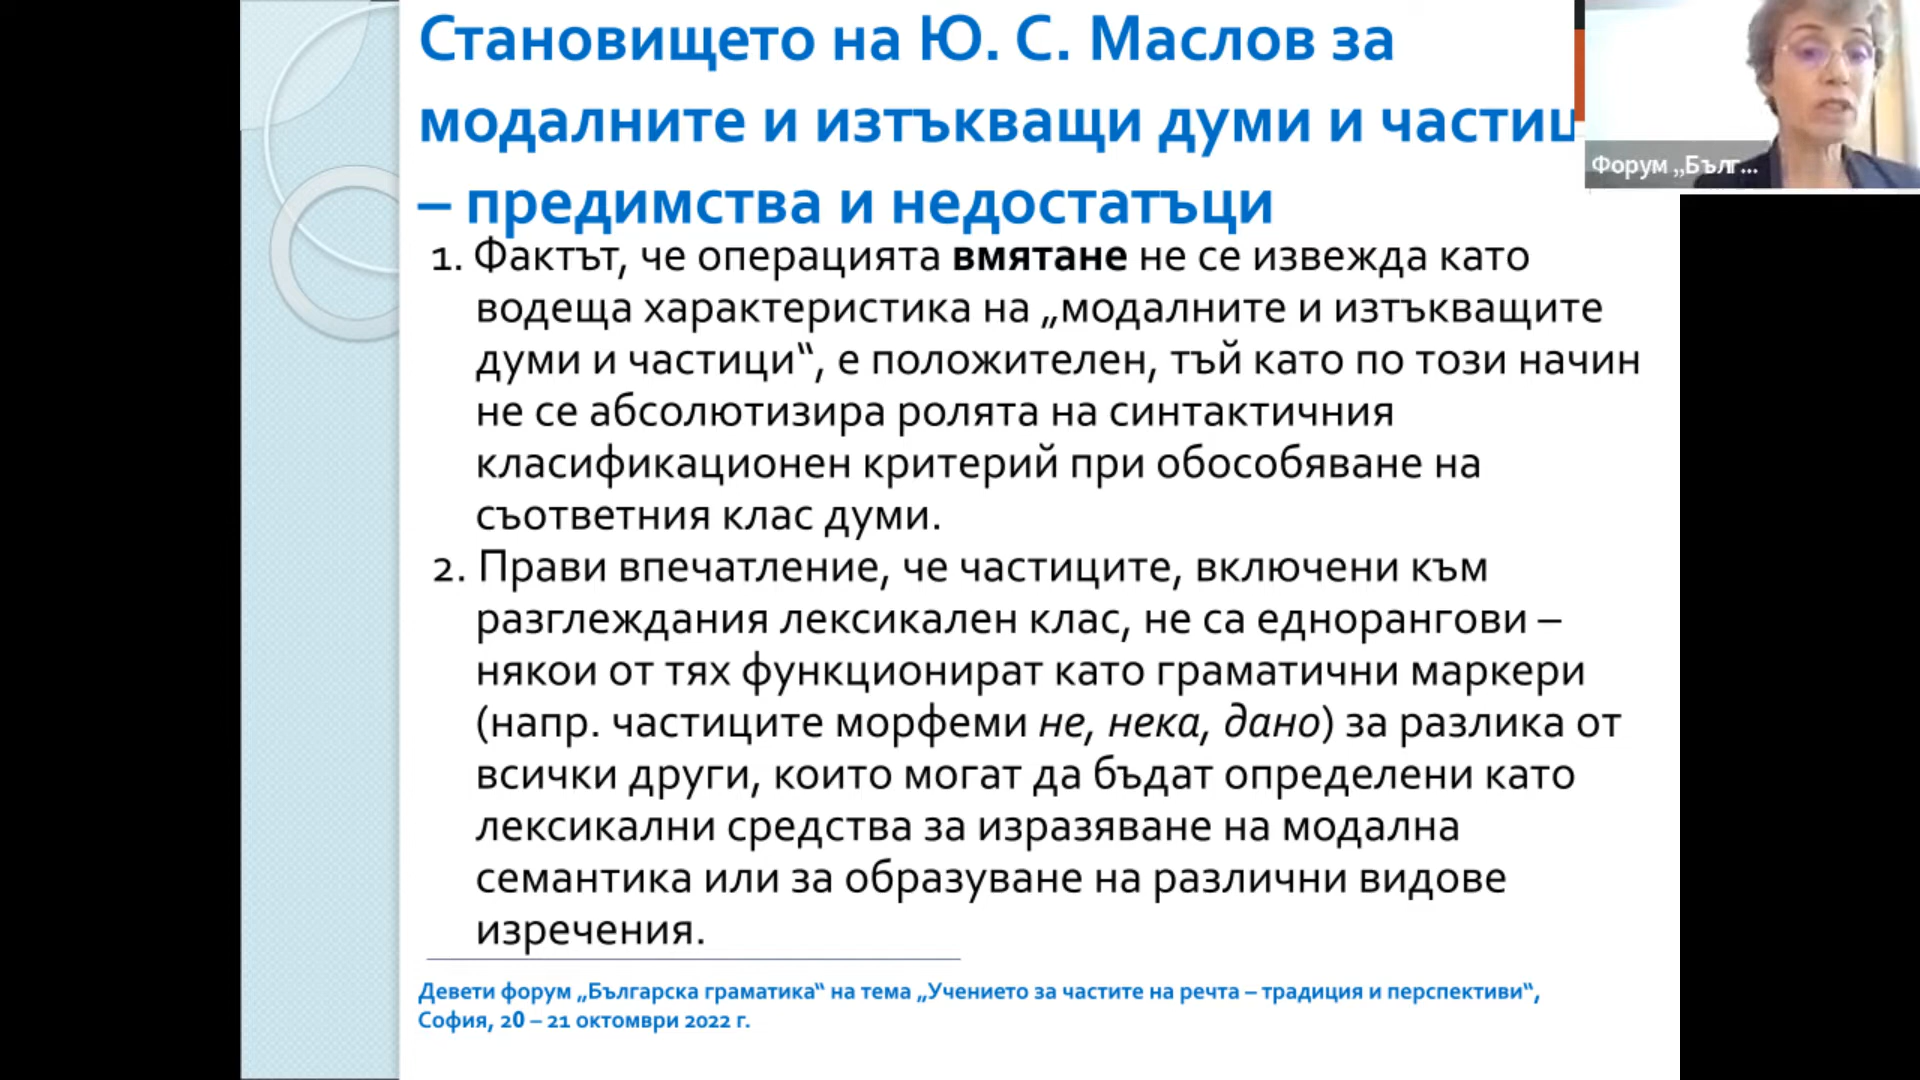 Становището на Ю. С. Маслов за
модалните и изтъкващи думи и
– предимства и недостатъци
Форум „Бълг...
1. Фактът, че операцията вмятане не се извежда като
водеща характеристика на „модалните и изтъкващите
думи и частици“, е положителен, тъй като по този начин
не се абсолютизира ролята на синтактичния
класификационен критерий при обособяване на
съответния клас думи.
2. Прави впечатление, че частиците, включени към
разглеждания лексикален клас, не са еднорангови –
някои от тях функционират като граматични маркери
(напр. частиците морфеми не, нека, дано) за разлика от
всички други, които могат да бъдат определени като
лексикални средства за изразяване на модална
семантика или за образуване на различни видове
изречения.
Девети форум „Българска граматика“ на тема „Учението за частите на речта – традиция и перспективи“,
София, 20 – 21 октомври 2022 г.